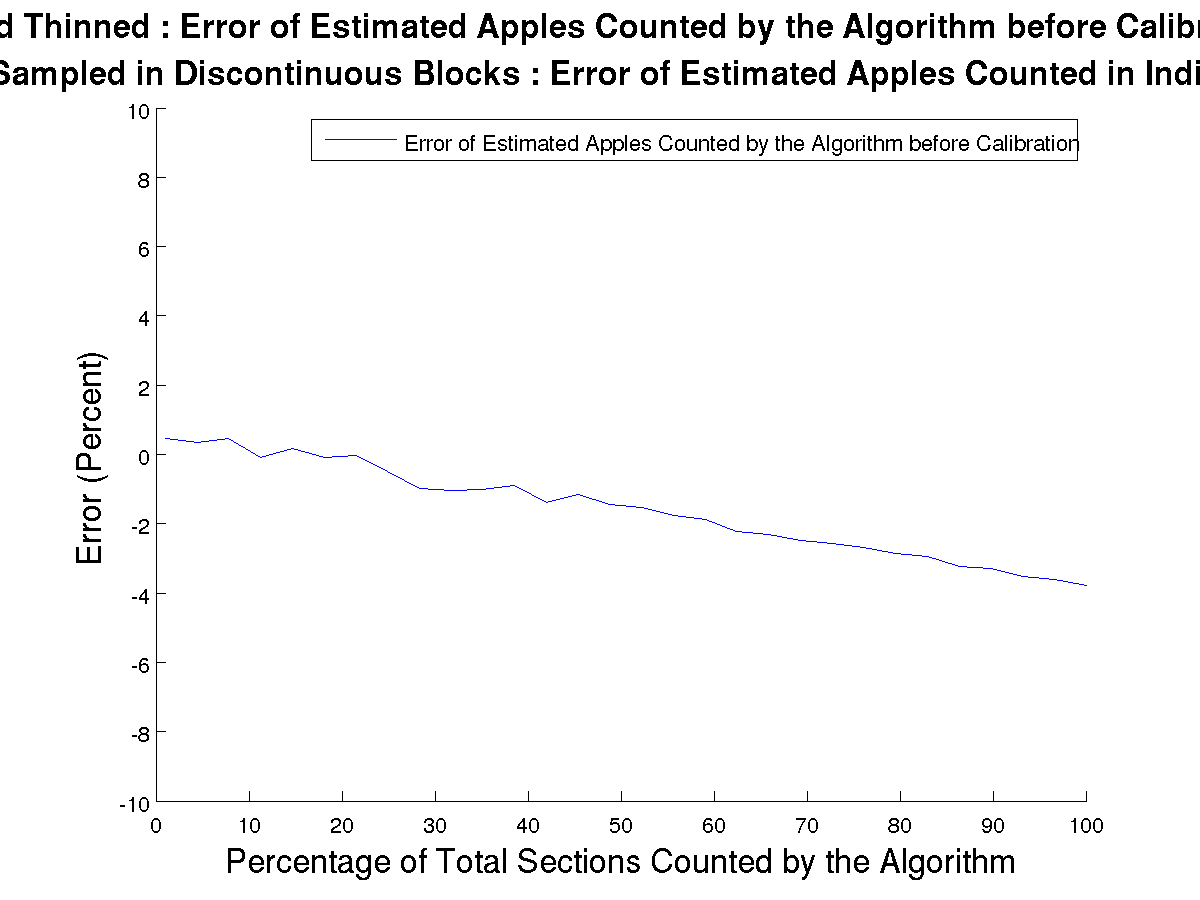 d Thinned : Error of Estimated Apples Counted by the Algorithm before Calibr
Sampled in Discontinuous Blocks : Error of Estimated Apples Counted in Indi
Error of Estimated Apples Counted by the Algorithm before Calibration
10
8
6
4
2
0
-2
-4
-6
-8
-10
Error (Percent)
0 10 20 30 40 50 60 70 80 90 100
Percentage of Total Sections Counted by the Algorithm